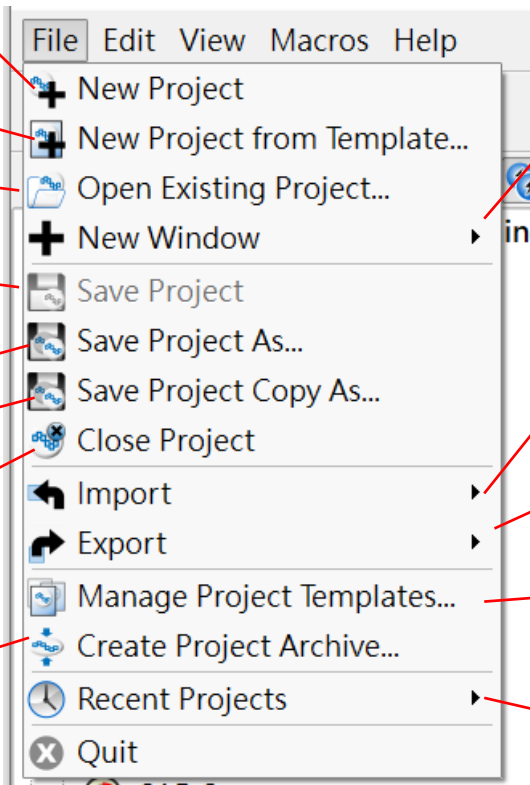 File Edit View Macros Help
New Project
New Project from Template...
Open Existing Project...
New Window
in
Save Project
Save Project As...
Save Project Copy As...
Close Project
Import
Export
Manage Project Templates...
Create Project Archive...
Recent Projects
Quit